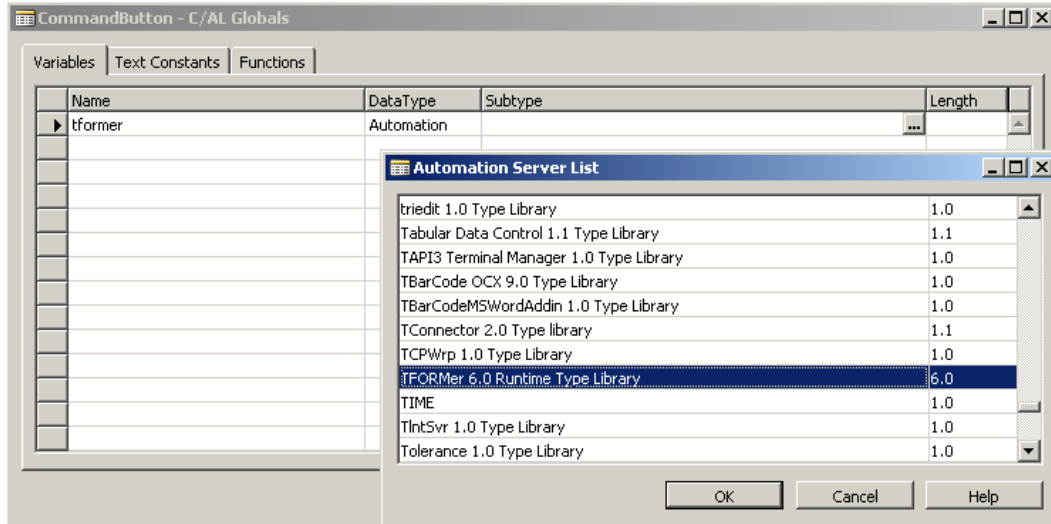 CommandButton - C/AL Globals
Variables Text Constants Functions
Name DataType Subtype Length
tformer Automation ...
Automation Server List
triedit 1.0 Type Library 1.0
Tabular Data Control 1.1 Type Library 1.1
TAPI3 Terminal Manager 1.0 Type Library 1.0
TBarCode OCX 9.0 Type Library 1.0
TBarCodeMSWordAddin 1.0 Type Library 1.0
TConnector 2.0 Type library 1.1
TCPWrp 1.0 Type Library 1.0
TFORMer 6.0 Runtime Type Library 6.0
TIME 1.0
TlntSvr 1.0 Type Library 1.0
Tolerance 1.0 Type Library 1.0
OK Cancel Help